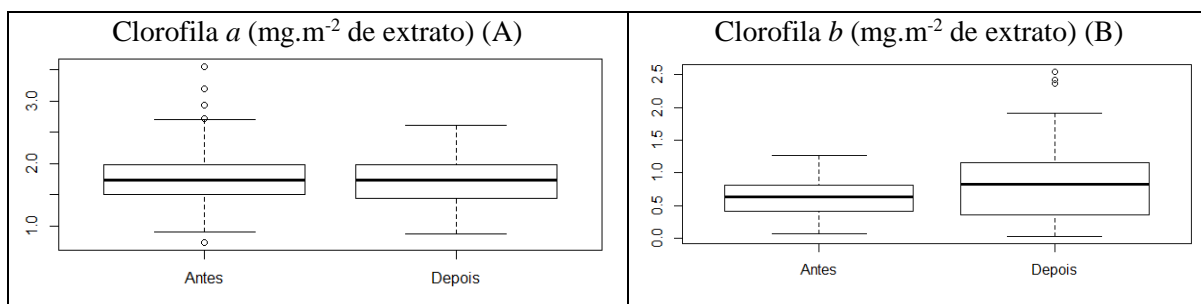 Clorofila a (mg.m-2 de extrato) (A)
3.0
2.0
1.0
Antes
Depois
Clorofila b (mg.m-2 de extrato) (B)
2.5
2.0
1.5
1.0
0.5
0.0
Antes
Depois